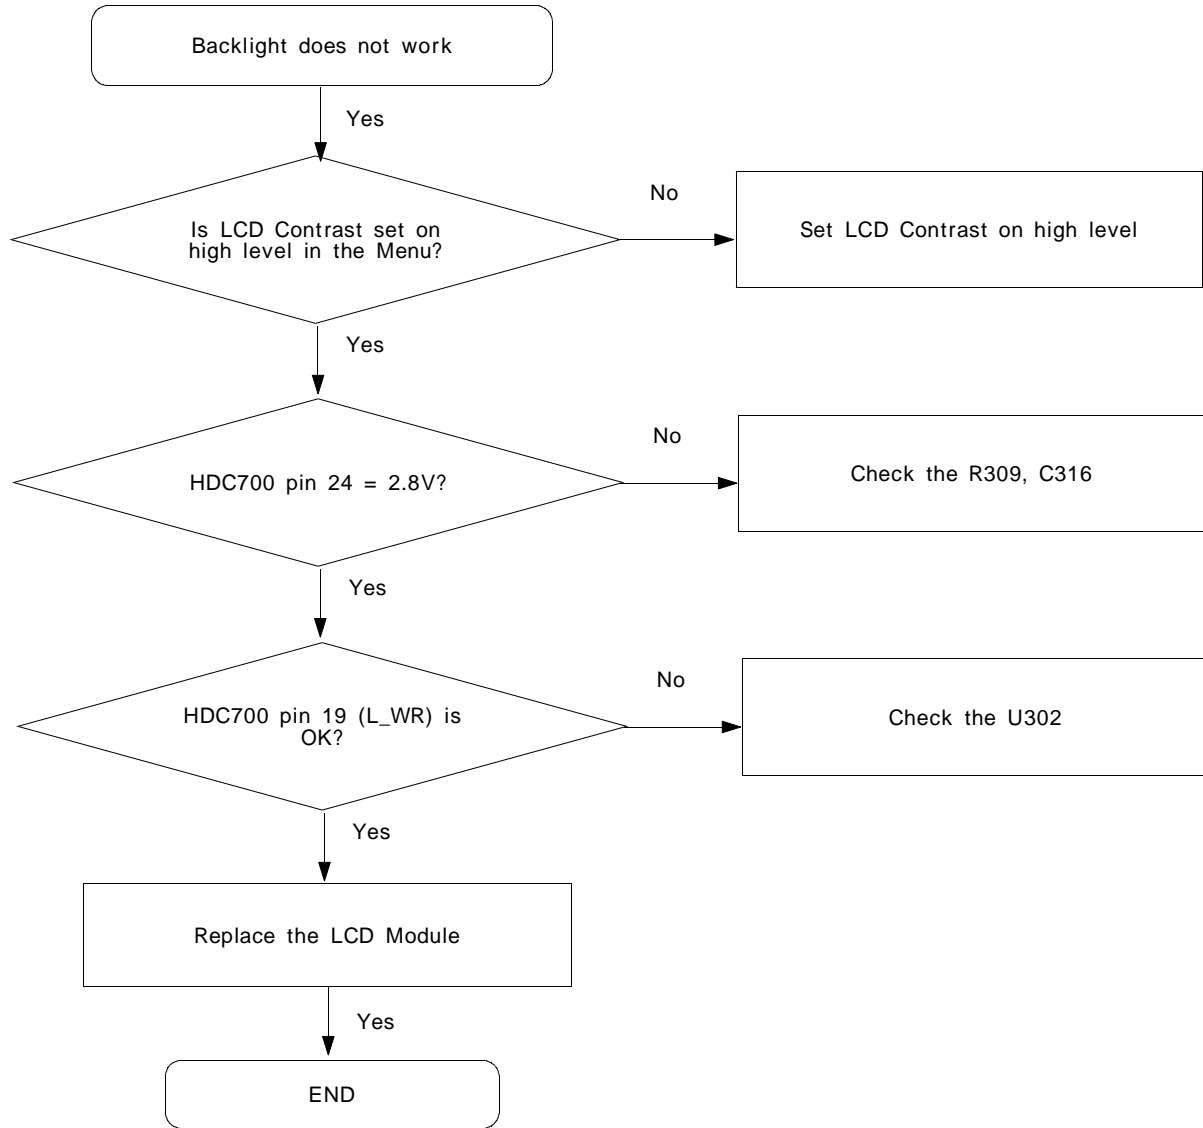 Backlight does not work
Yes
Is LCD Contrast set on
high level in the Menu?
No
Set LCD Contrast on high level
Yes
HDC700 pin 24 = 2.8V?
No
Check the R309, C316
Yes
HDC700 pin 19 (L_WR) is
OK?
No
Check the U302
Yes
Replace the LCD Module
Yes
END